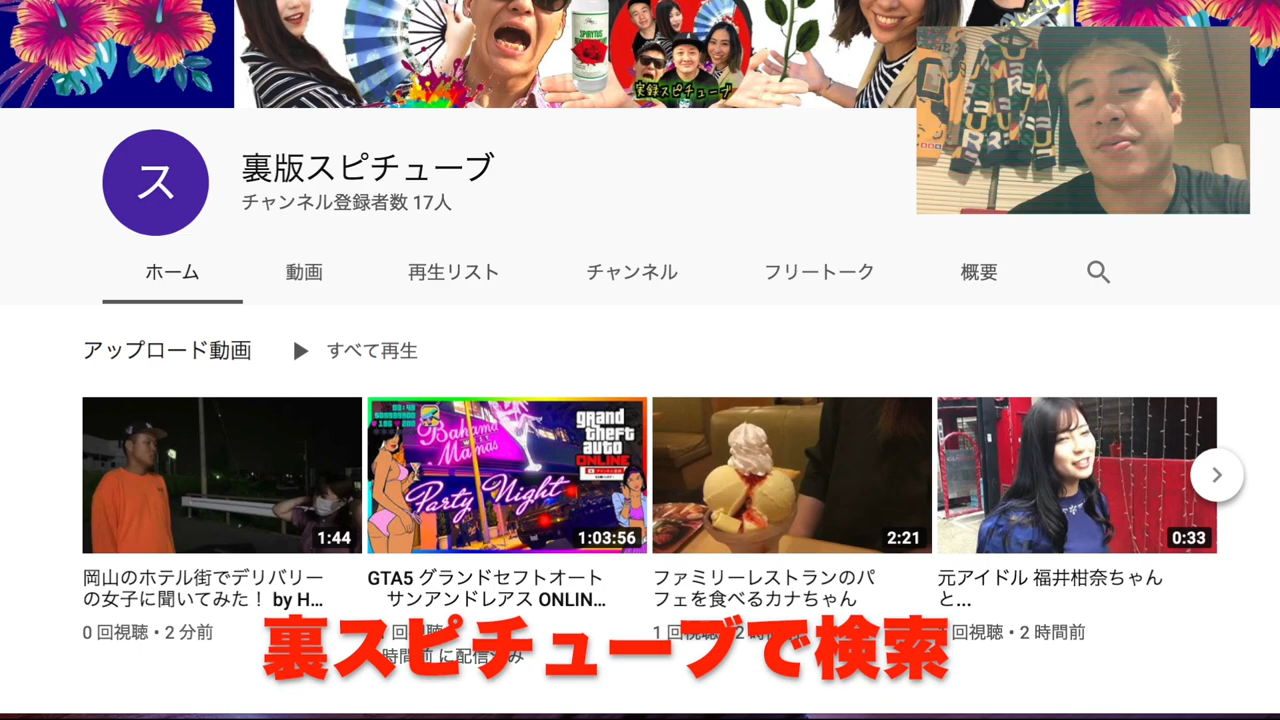 SPIRYTUS
実録スピチューブ
ス
裏版スピチューブ
チャンネル登録者数 17人
ホーム
動画
再生リスト
チャンネル
フリートーク
概要
アップロード動画
すべて再生
1:44
Bahama
Mamas
Party Night
grand
theft
auto
ONLINE
1:03:56
2:21
0:33
岡山のホテル街でデリバリー
の女子に聞いてみた！ by H...
0 回視聴・2 分前
GTA5 グランドセフトオート
サンアンドレアス ONLIN...
ファミリーレストランのパ
フェを食べるカナちゃん
元アイドル 福井柑奈ちゃん
と...
回視聴・2 時間前
裏スピチューブで検索